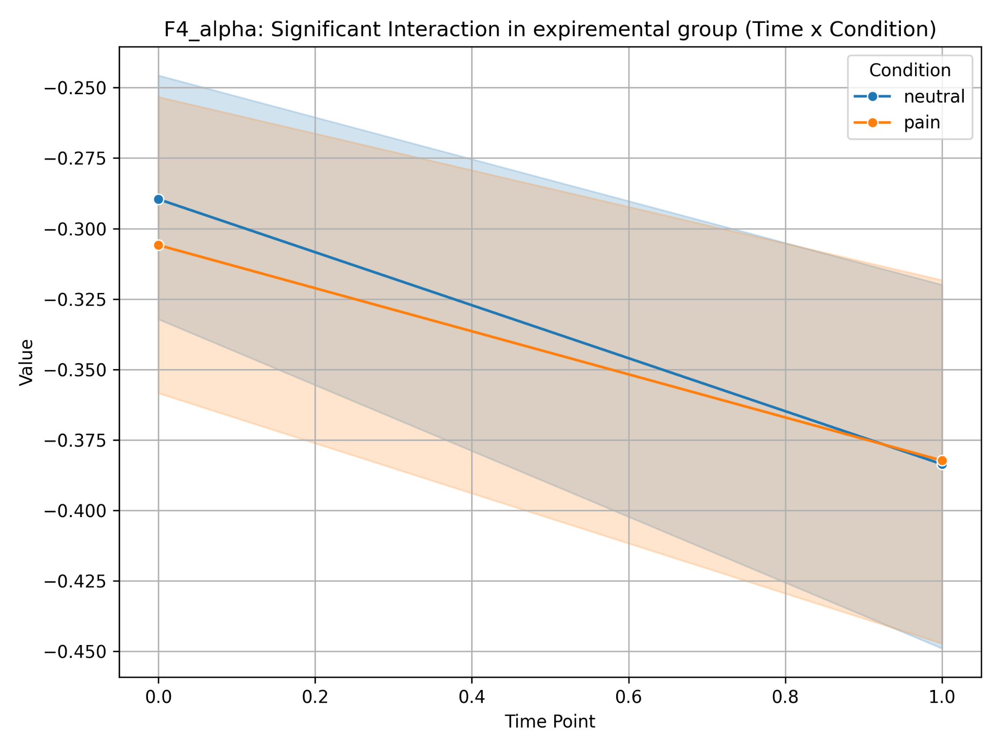 F4_alpha: Significant Interaction in expiremental group (Time x Condition)
Condition
neutral
pain
Value
−0.250
−0.275
−0.300
−0.325
−0.350
−0.375
−0.400
−0.425
−0.450
0.0 0.2 0.4 0.6 0.8 1.0
Time Point